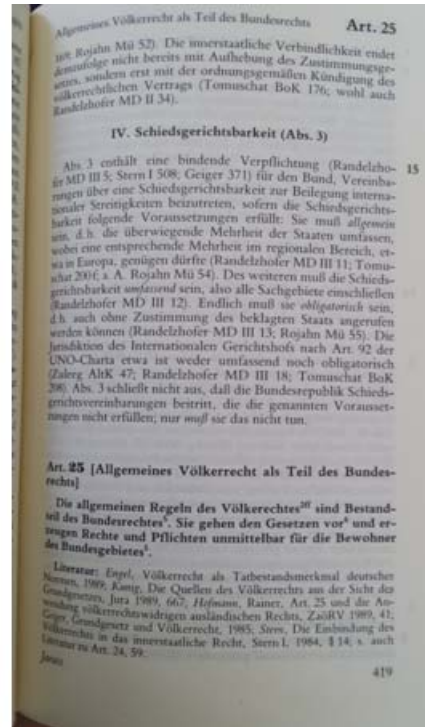 Allgemeines Völkerrecht als Teil des Bundesrechts Art. 25
Rojahn Mü 52). Die innerstaatliche Verbindlichkeit endet
demzufolge nicht bereits mit Aufhebung des Zustimmungsge-
setzes, sondern erst mit der ordnungsgemäßen Kündigung des
völkerrechtlichen Vertrags (Tomuschat BoK 176; wohl auch
Randelzhofer MD II 34).
IV. Schiedsgerichtsbarkeit (Abs. 3)
Abs. 3 enthält eine bindende Verpflichtung (Randelzho- 15
fer MD III 5; Stern I 508; Geiger 371) für den Bund, Vereinba-
rungen über eine Schiedsgerichtsbarkeit zur Beilegung interna-
tionaler Streitigkeiten beizutreten, sofern die Schiedsgerichts-
barkeit folgende Voraussetzungen erfüllt: Sie muß allgemein
sein, d. h. die überwiegende Mehrheit der Staaten umfassen,
wobei eine entsprechende Mehrheit im regionalen Bereich, et-
wa in Europa, genügen dürfte (Randelzhofer MD III 11; Tomu-
schat 200f; a. A. Rojahn Mü 54). Des weiteren muß die Schieds-
gerichtsbarkeit umfassend sein, also alle Sachgebiete einschließen
(Randelzhofer MD III 12). Endlich muß sie obligatorisch sein,
d. h. auch ohne Zustimmung des beklagten Staats angerufen
werden können (Randelzhofer MD III 13; Rojahn Mü 55). Die
Jurisdiktion des Internationalen Gerichtshofs nach Art. 92 der
UNO-Charta etwa ist weder umfassend noch obligatorisch
(Zuleeg AltK 47; Randelzhofer MD III 18; Tomuschat BoK
208). Abs. 3 schließt nicht aus, daß die Bundesrepublik Schieds-
gerichtsvereinbarungen bestritt, die die genannten Vorausset-
zungen nicht erfüllen; nur muß sie das nicht tun.
Art. 25 [Allgemeines Völkerrecht als Teil des Bundes-
rechts]
Die allgemeinen Regeln des Völkerrechtes2ff sind Bestand-
teil des Bundesrechtes5. Sie gehen den Gesetzen vor6 und er-
zeugen Rechte und Pflichten unmittelbar für die Bewohner
des Bundesgebietes8.
Literatur: Engel, Völkerrecht als Tatbestandsmerkmal deutscher
Normen, 1989; Kunig, Die Quellen des Völkerrechts aus der Sicht des
Grundgesetzes, Jura 1989, 667; Hofmann, Rainer, Art. 25 und die An-
wendung völkerrechtswidrigen ausländischen Rechts, ZaöRV 1989, 41;
Geiger, Grundgesetz und Völkerrecht, 1985; Stern, Die Einbindung des
Völkerrechts in das innerstaatliche Recht, Stern I, 1984, § 14; s. auch
Literatur zu Art. 24, 59.
Jarass
419